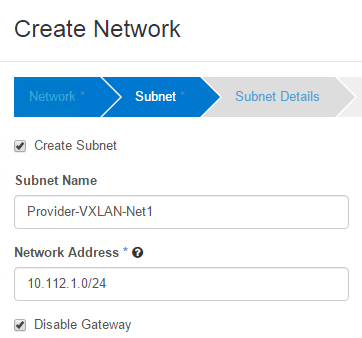 Create Network
Network * Subnet * Subnet Details
Create Subnet
Subnet Name
Provider-VXLAN-Net1
Network Address * ?
10.112.1.0/24
Disable Gateway